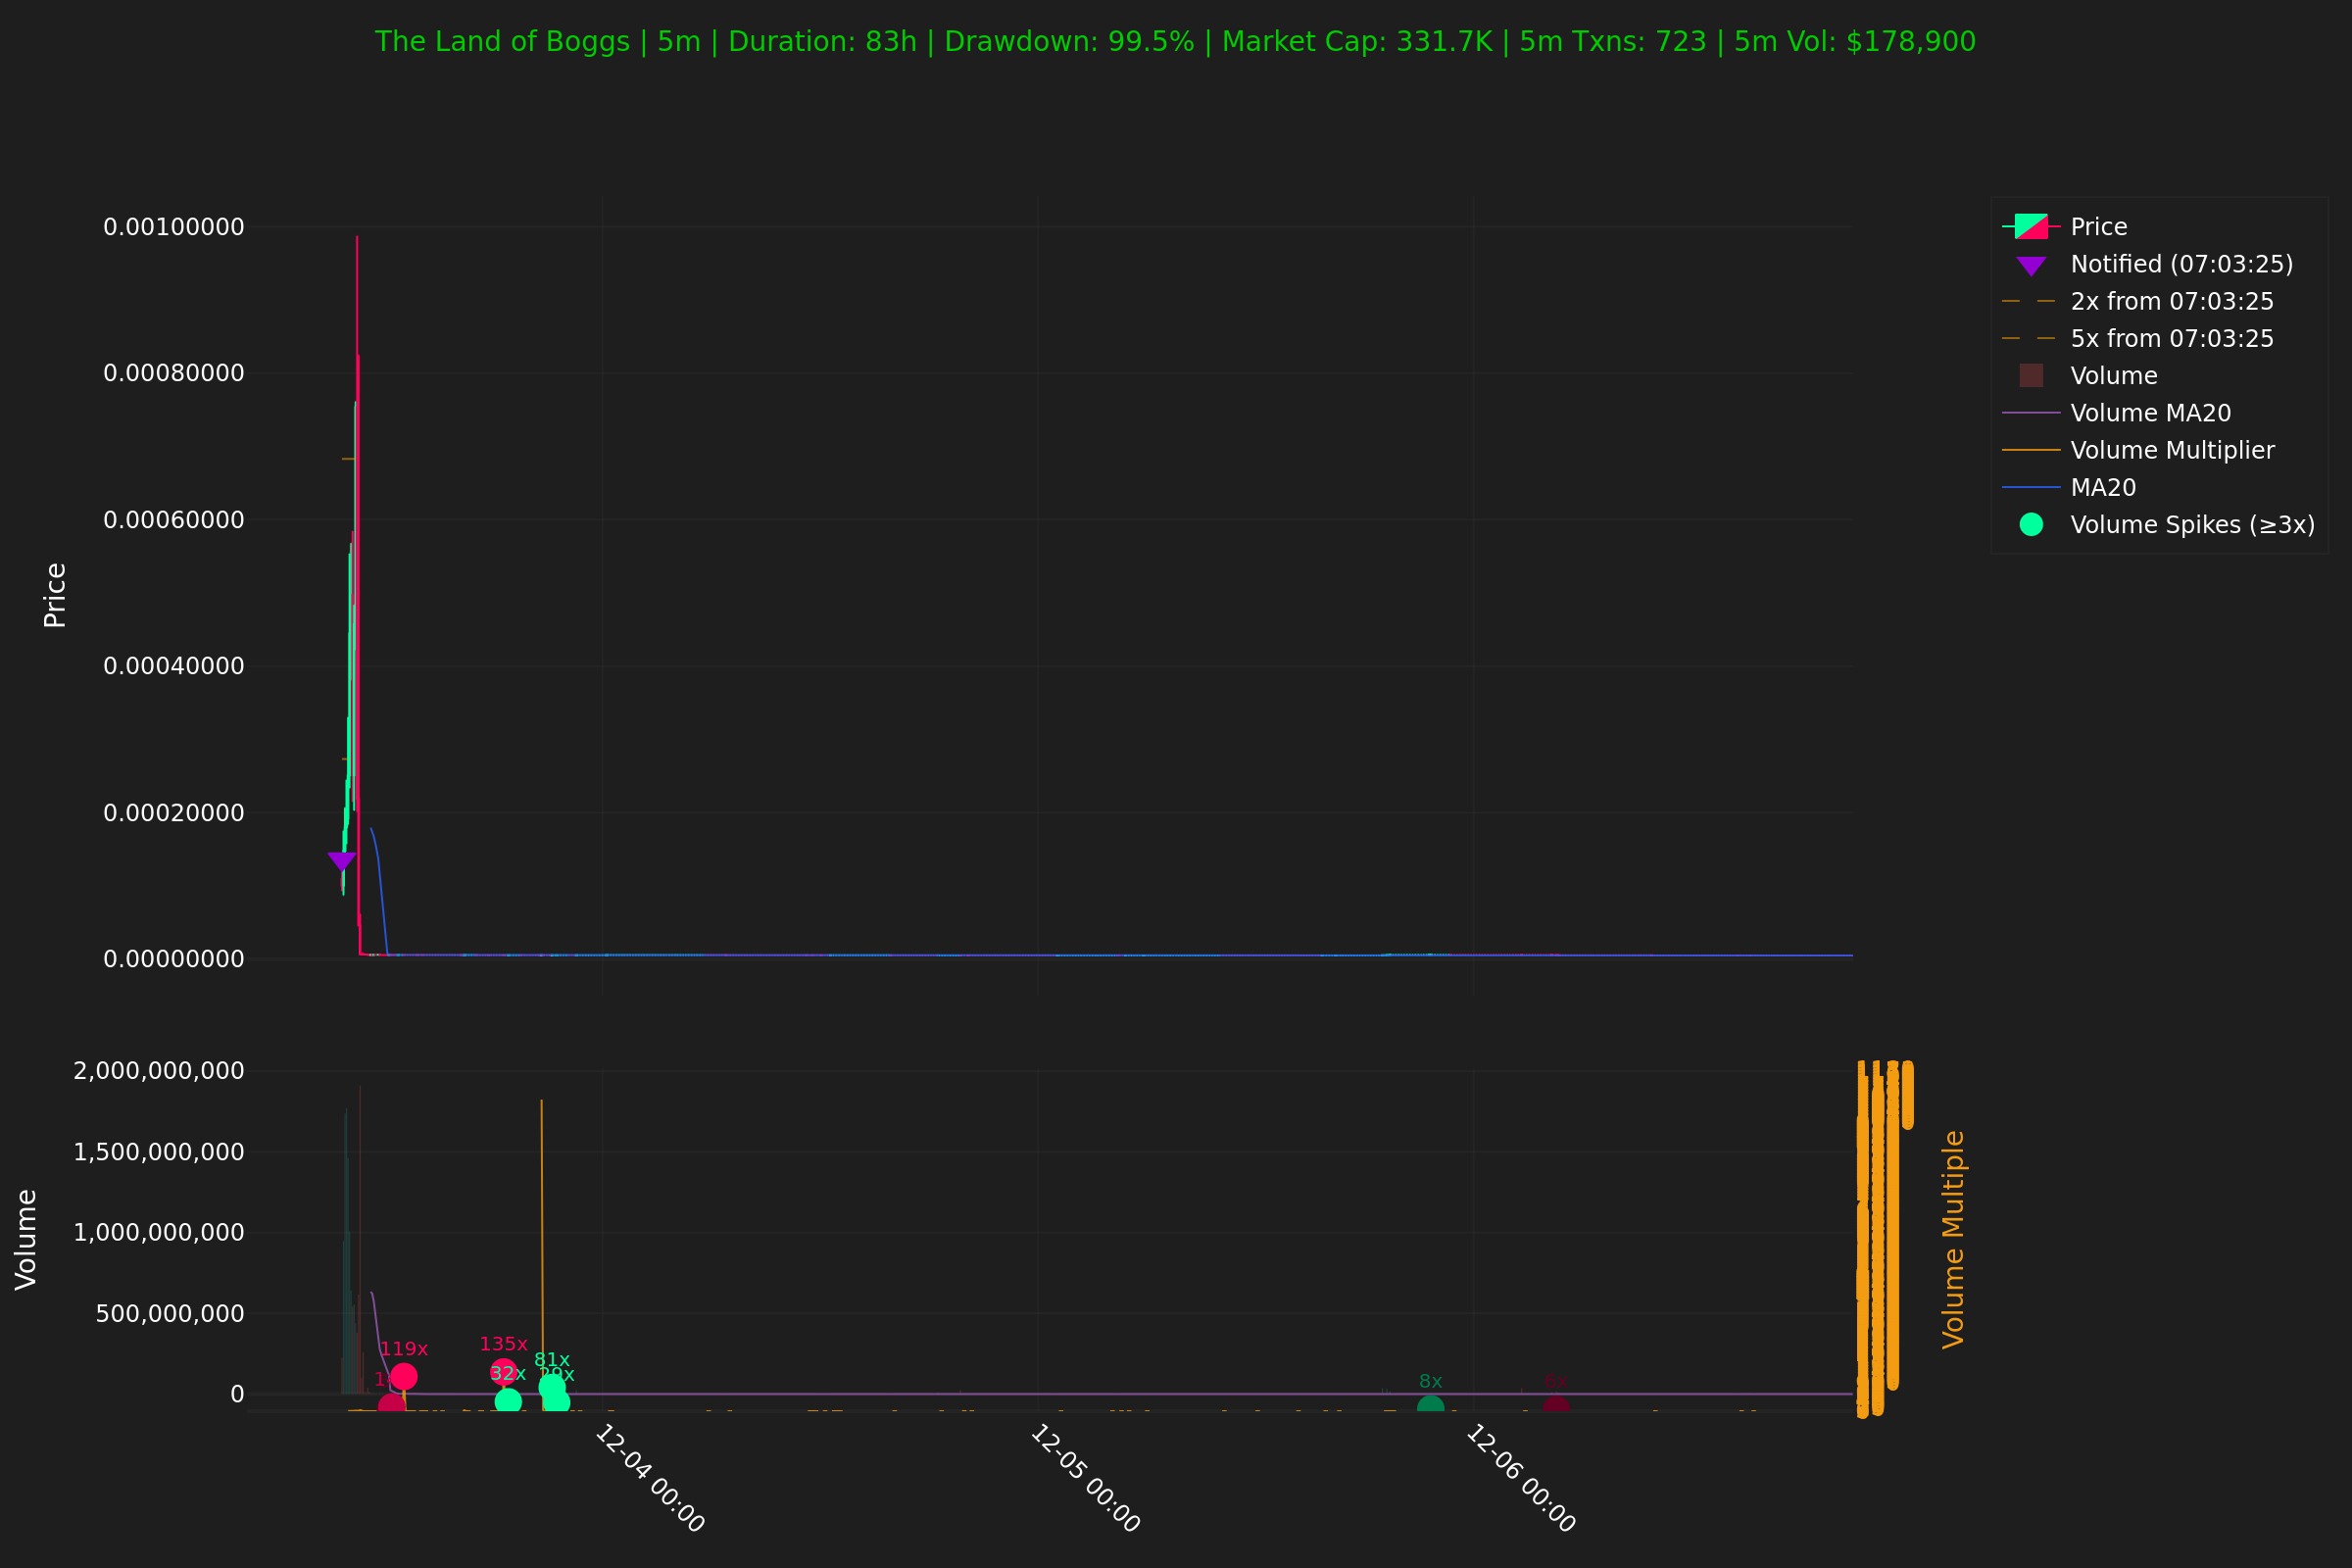 The Land of Boggs | 5m | Duration: 83h | Drawdown: 99.5% | Market Cap: 331.7K | 5m Txns: 723 | 5m Vol: $178,900
Price
0.00100000
0.00080000
0.00060000
0.00040000
0.00020000
0.00000000
Price
Notified (07:03:25)
2x from 07:03:25
5x from 07:03:25
Volume
Volume MA20
Volume Multiplier
MA20
Volume Spikes (≥3x)
Volume
2,000,000,000
1,500,000,000
1,000,000,000
500,000,000
0
119x
135x
32x
81x
8x
6x
Volume Multiple
12-04 00:00
12-05 00:00
12-06 00:00